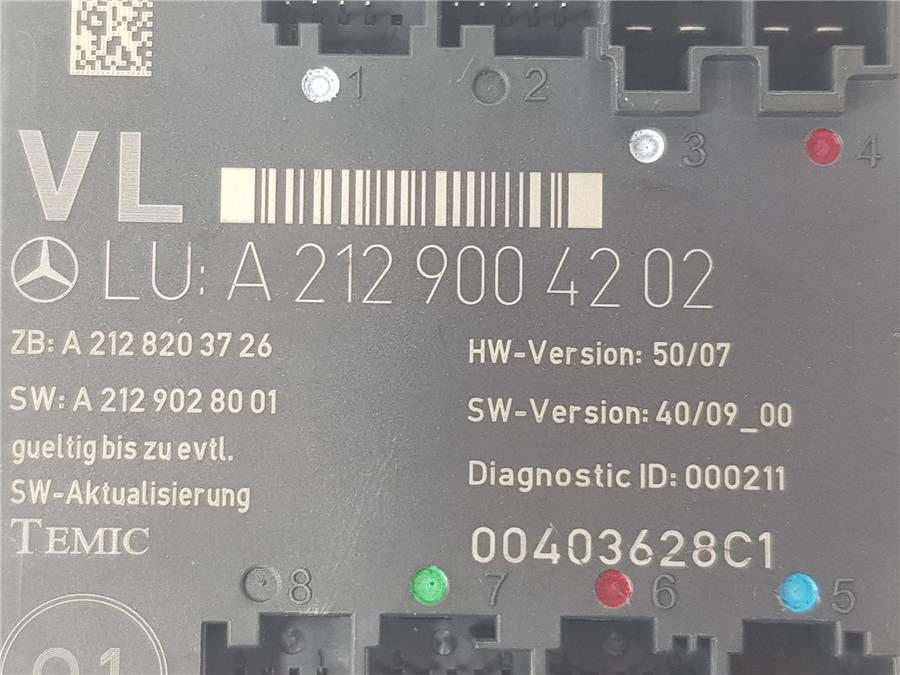 1 2
3 4
VL
LU: A 212 900 42 02
ZB: A 212 820 37 26
HW-Version: 50/07
SW: A 212 902 80 01
SW-Version: 40/09_00
gueltig bis zu evtl.
SW-Aktualisierung
Diagnostic ID: 000211
TEMIC
00403628C1
8 7 6 5